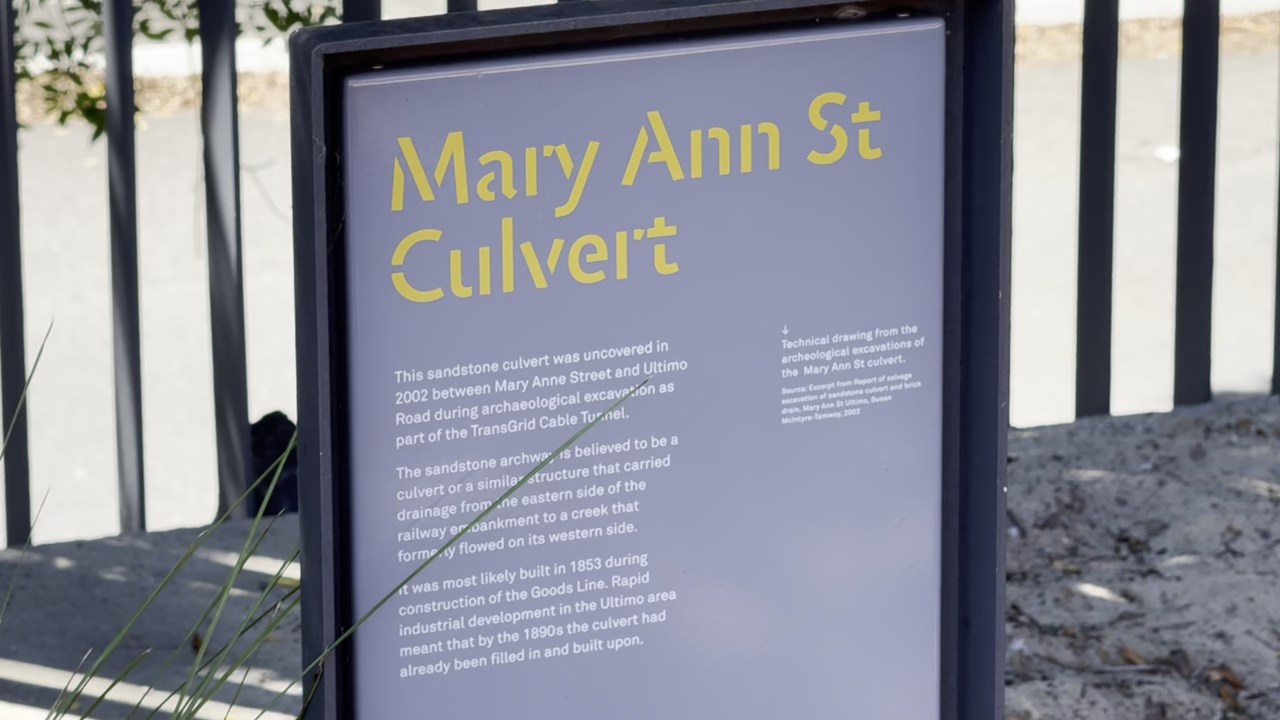 Mary Ann St
Culvert
This sandstone culvert was uncovered in
2002 between Mary Anne Street and Ultimo
Road during archaeological excavation as
part of the TransGrid Cable Tunnel.
The sandstone archway is believed to be a
culvert or a similar structure that carried
drainage from the eastern side of the
railway embankment to a creek that
formerly flowed on its western side.
It was most likely built in 1853 during
construction of the Goods Line. Rapid
industrial development in the Ultimo area
meant that by the 1890s the culvert had
already been filled in and built upon.
↓
Technical drawing from the
archeological excavations of
the Mary Ann St culvert.
Source: Excerpt from Report of salvage
excavation of sandstone culvert and brick
drain, Mary Ann St Ultimo, Susan
McIntyre-Tamwoy, 2003